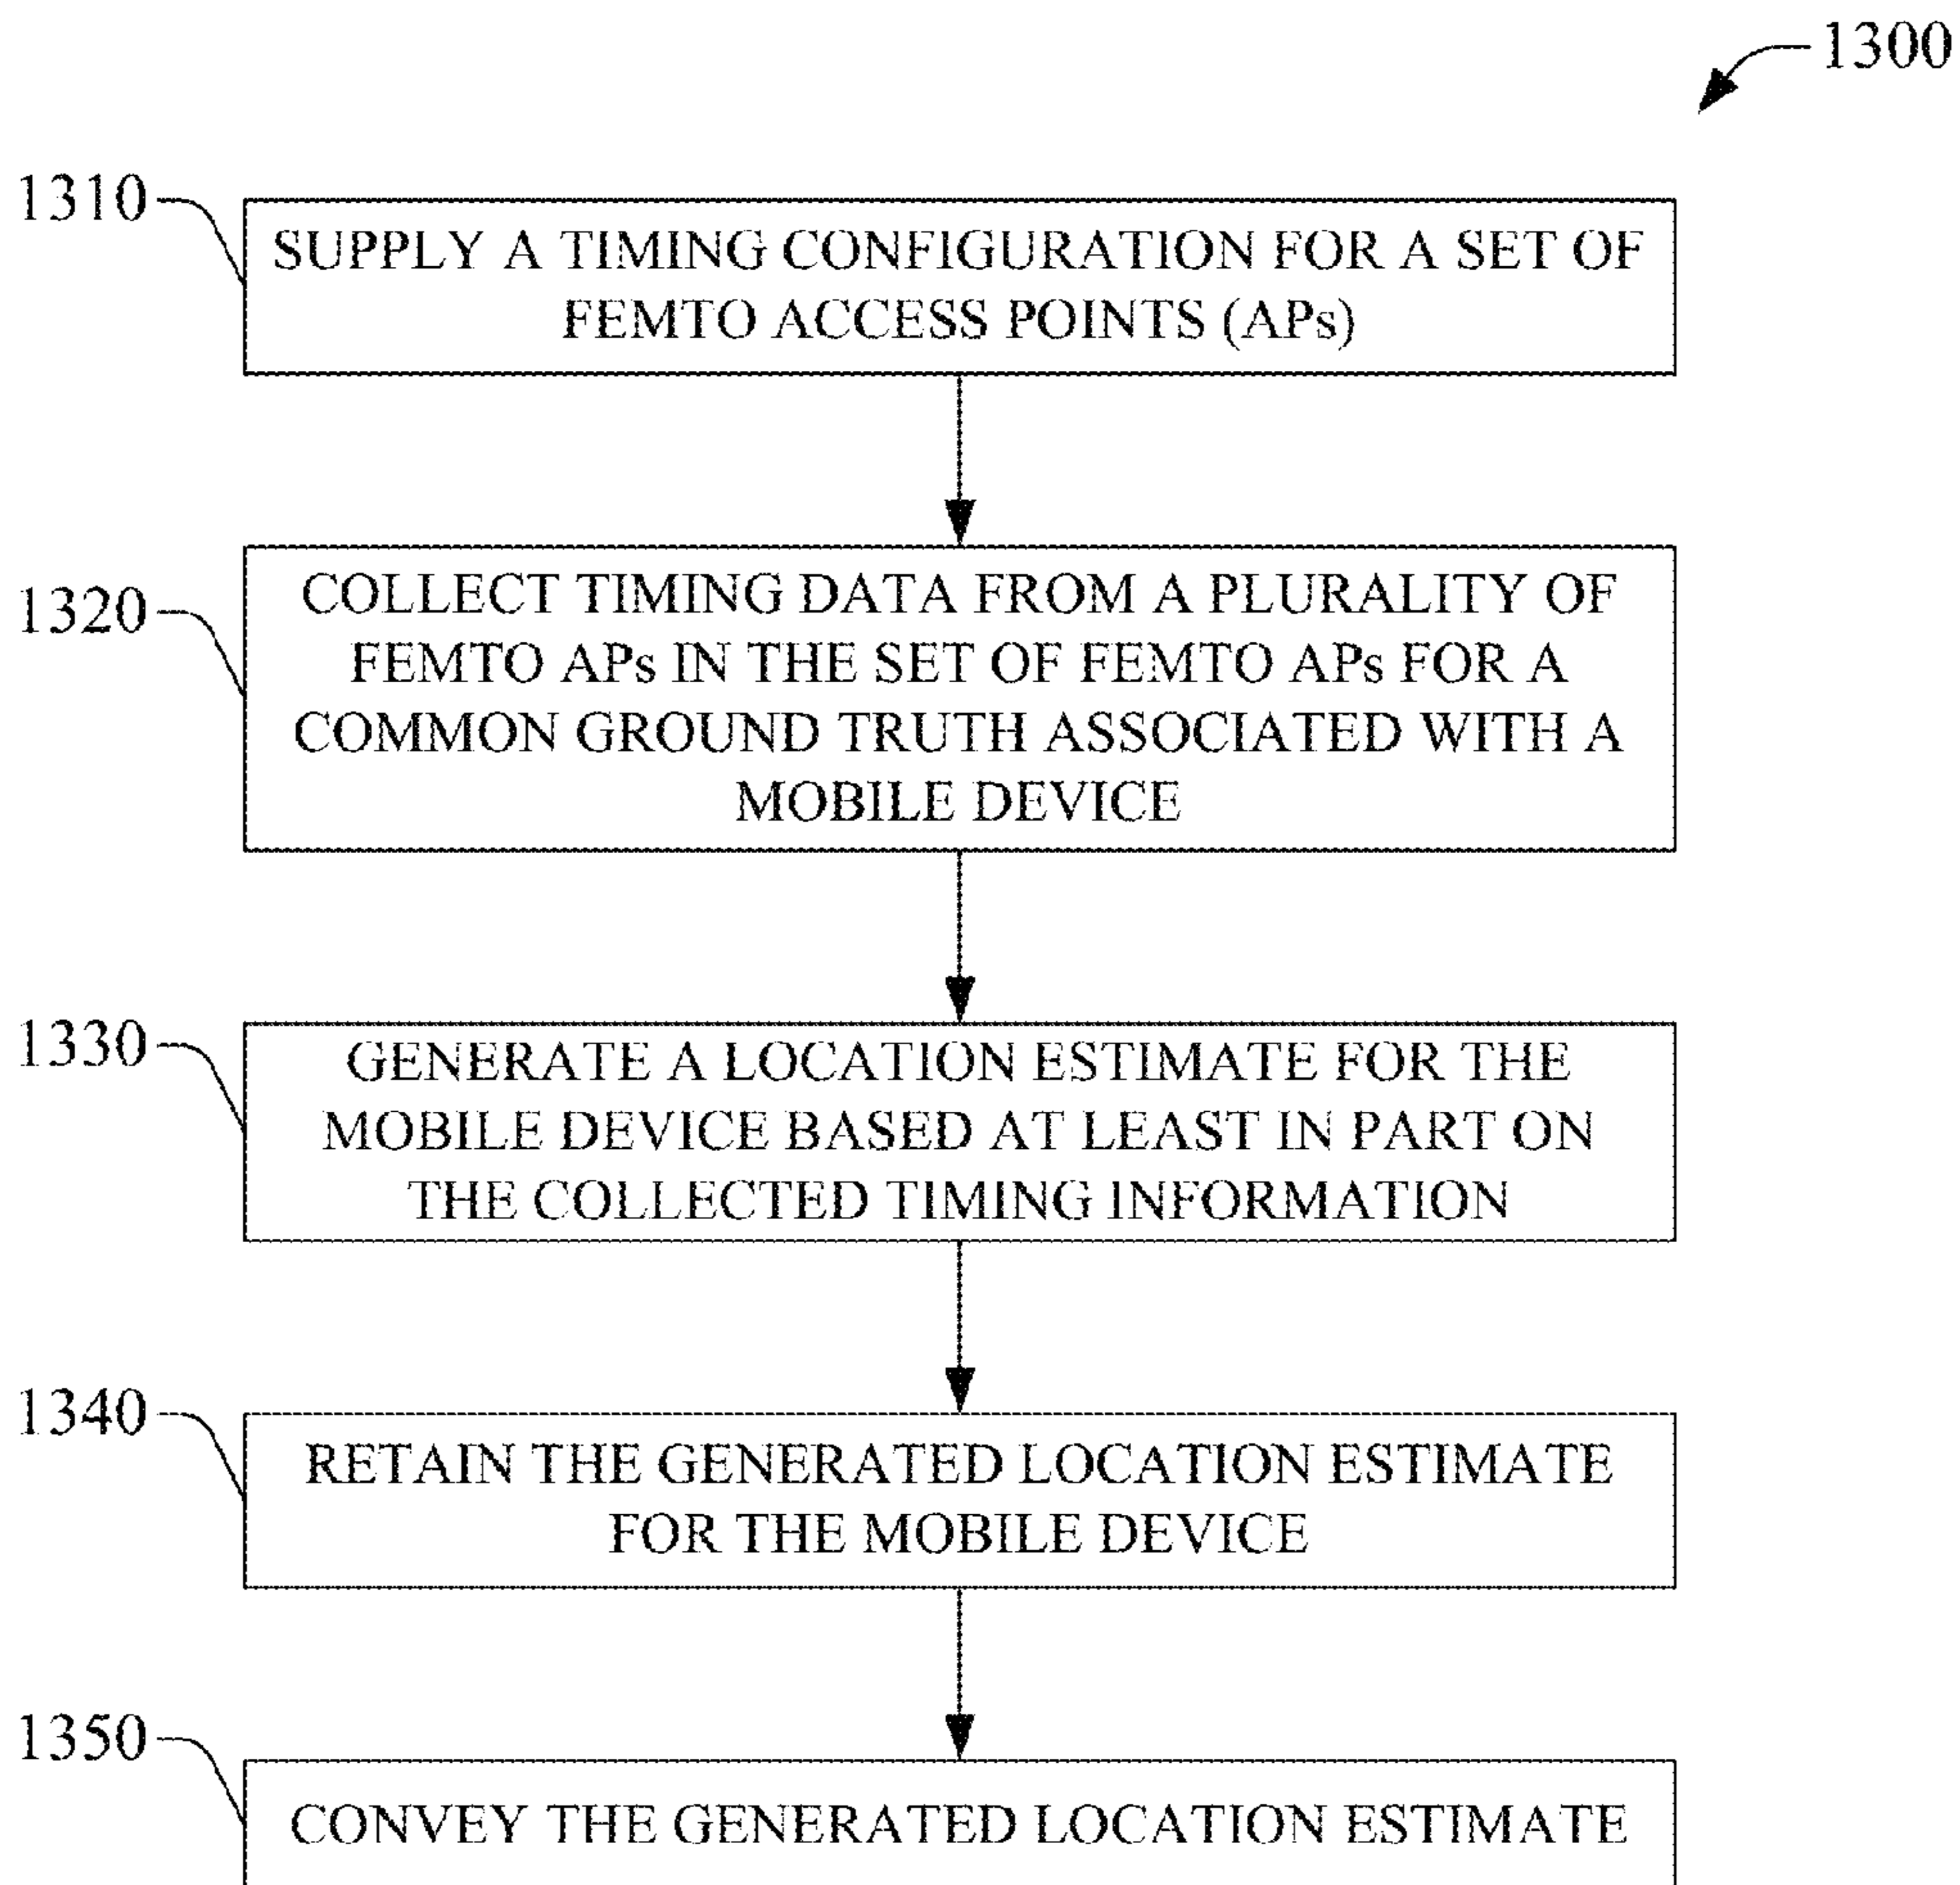 1300
1310
SUPPLY A TIMING CONFIGURATION FOR A SET OF
FEMTO ACCESS POINTS (APs)
1320
COLLECT TIMING DATA FROM A PLURALITY OF
FEMTO APs IN THE SET OF FEMTO APs FOR A
COMMON GROUND TRUTH ASSOCIATED WITH A
MOBILE DEVICE
1330
GENERATE A LOCATION ESTIMATE FOR THE
MOBILE DEVICE BASED AT LEAST IN PART ON
THE COLLECTED TIMING INFORMATION
1340
RETAIN THE GENERATED LOCATION ESTIMATE
FOR THE MOBILE DEVICE
1350
CONVEY THE GENERATED LOCATION ESTIMATE